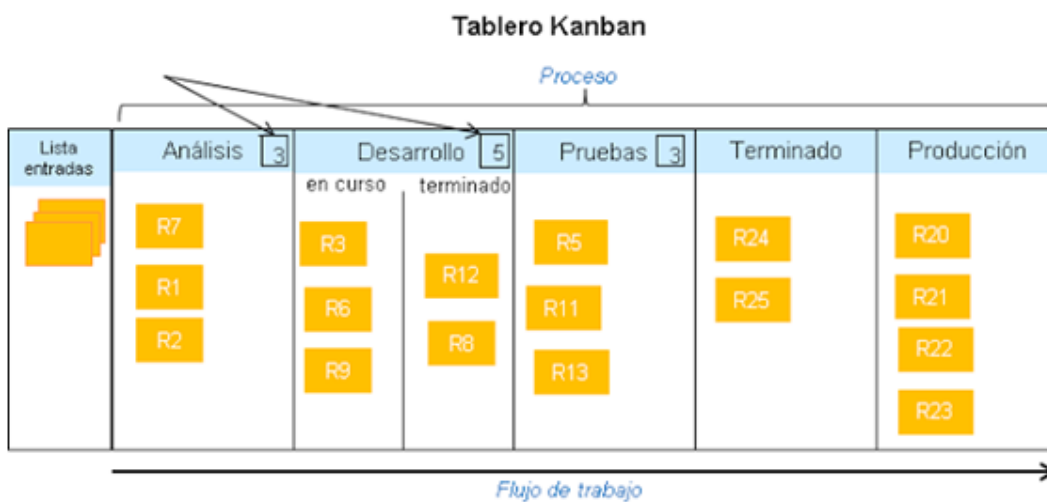 Tablero Kanban
Proceso
Lista entradas
Análisis 3
Desarrollo 5
Pruebas 3
Terminado
Producción
en curso
terminado
R7
R1
R2
R3
R6
R9
R12
R8
R5
R11
R13
R24
R25
R20
R21
R22
R23
Flujo de trabajo